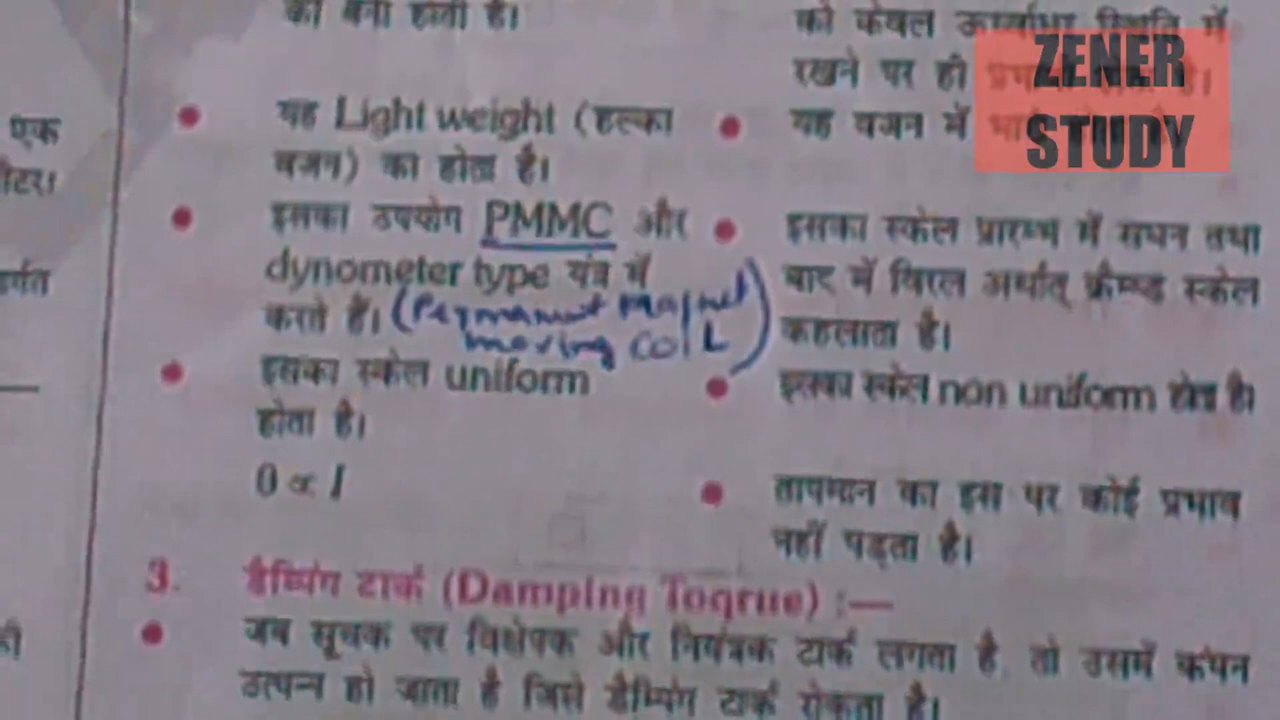 की बनी होती है।
यह Light weight (हल्का
वजन) का होता है।
इसका उपयोग PMMC और
dynometer type यंत्र में
करते हैं। (Permanent Magnet
moving coil)
इसका स्केल uniform
होता है।
θ ∝ I
को केवल ऊर्ध्वाधर स्थिति में
रखने पर ही
यह वजन में
इसका स्केल प्रारम्भ में सघन तथा
बाद में विरल अर्थात् क्रैम्पड स्केल
कहलाता है।
इसका स्केल non uniform होता है।
तापमान का इस पर कोई प्रभाव
नहीं पड़ता है।
3. डैम्पिंग टार्क (Damping Toqrue) :—
जब सूचक पर विक्षेपक और नियंत्रक टार्क लगता है, तो उसमें कंपन
उत्पन्न हो जाता है जिसे डैम्पिंग टार्क रोकता है।
एक
ZENER
STUDY